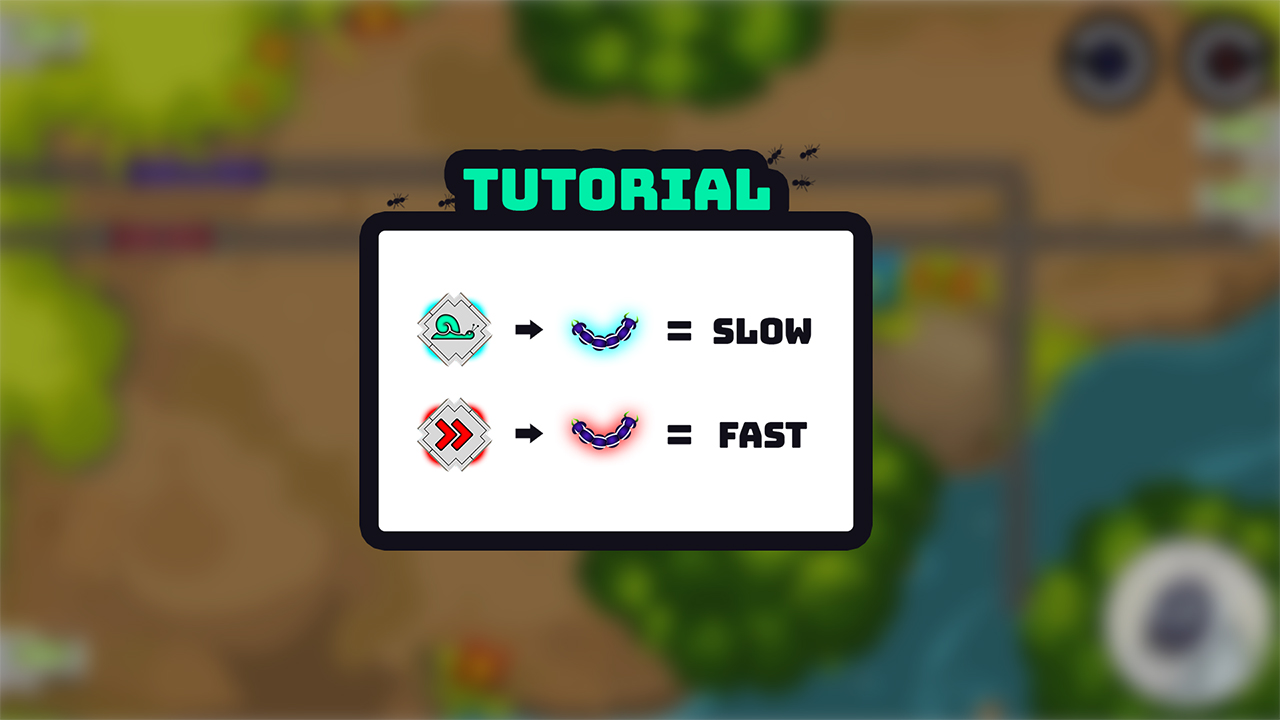 TUTORIAL
= SLOW
= FAST